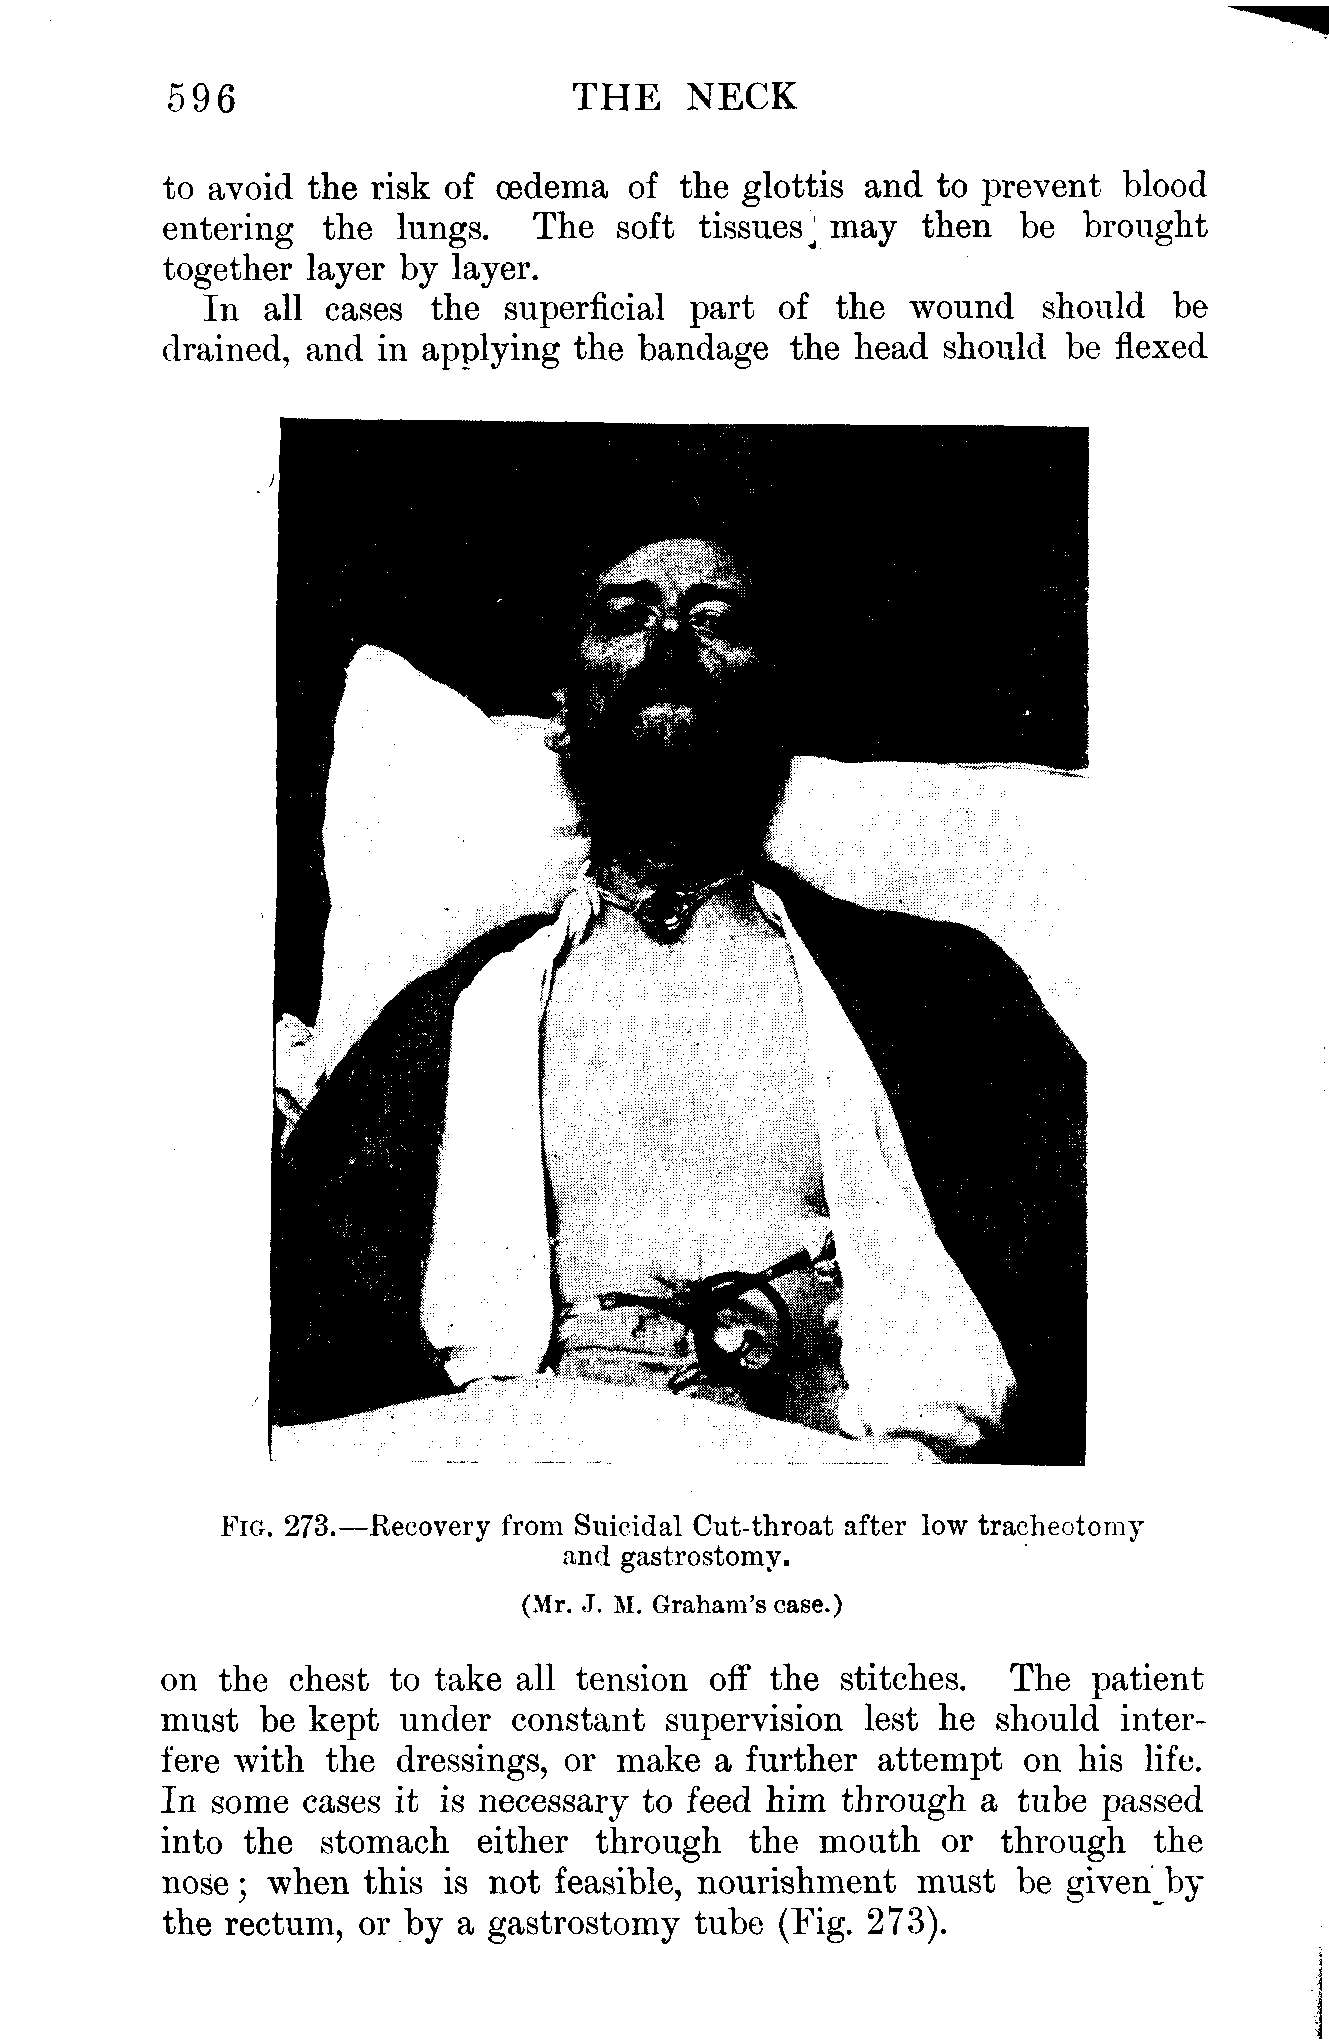 596 THE NECK
to avoid the risk of œdema of the glottis and to prevent blood
entering the lungs. The soft tissues may then be brought
together layer by layer.
In all cases the superficial part of the wound should be
drained, and in applying the bandage the head should be flexed
FIG. 273.—Recovery from Suicidal Cut-throat after low tracheotomy
and gastrostomy.
(Mr. J. M. Graham's case.)
on the chest to take all tension off the stitches. The patient
must be kept under constant supervision lest he should inter-
fere with the dressings, or make a further attempt on his life.
In some cases it is necessary to feed him through a tube passed
into the stomach either through the mouth or through the
nose; when this is not feasible, nourishment must be given by
the rectum, or by a gastrostomy tube (Fig. 273).